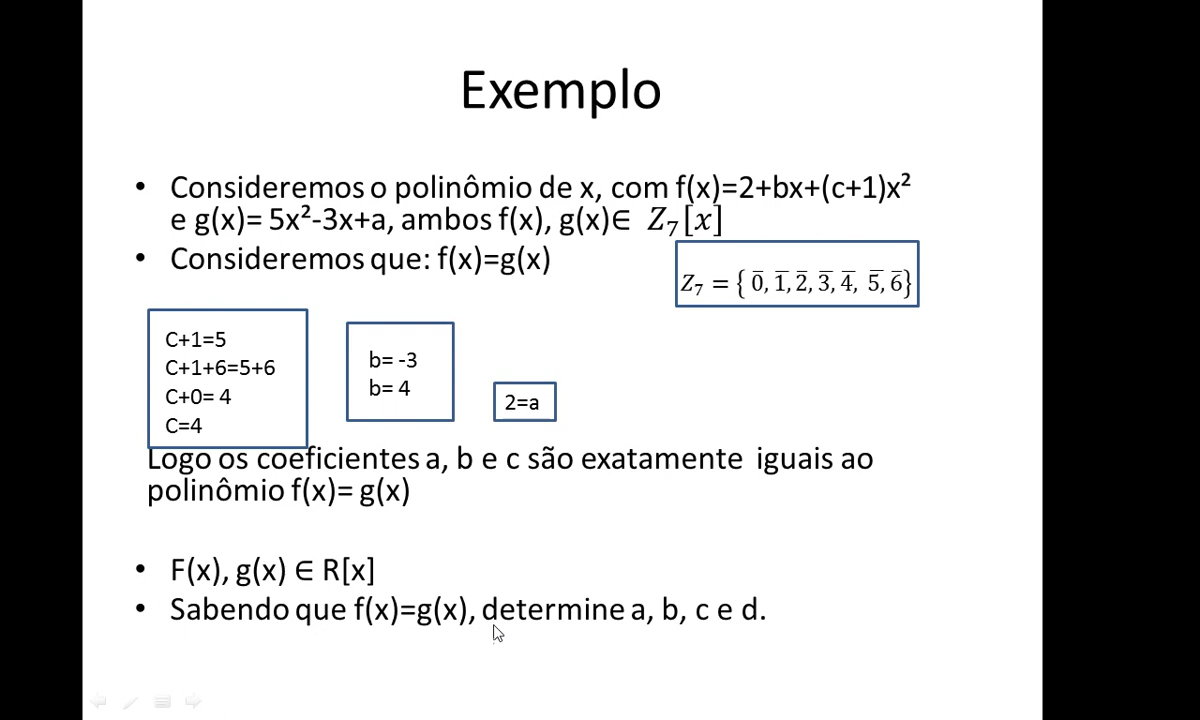 Exemplo
• Consideremos o polinômio de x, com f(x)=2+bx+(c+1)x²
e g(x)= 5x²-3x+a, ambos f(x), g(x)∈ Z₇[x]
• Consideremos que: f(x)=g(x)
Z₇ = { 0̅, 1̅, 2̅, 3̅, 4̅, 5̅, 6̅}
C+1=5
C+1+6=5+6
C+0= 4
C=4
b= -3
b= 4
2=a
Logo os coeficientes a, b e c são exatamente iguais ao
polinômio f(x)= g(x)
• F(x), g(x) ∈ R[x]
• Sabendo que f(x)=g(x), determine a, b, c e d.